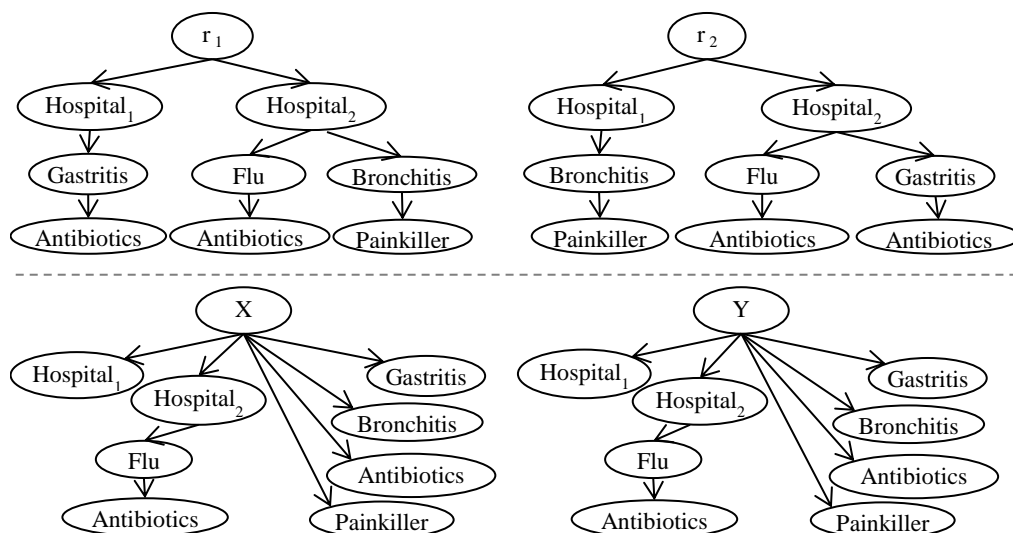 r₁
r₂
Hospital₁
Hospital₂
Hospital₁
Hospital₂
Gastritis
Flu
Bronchitis
Bronchitis
Flu
Gastritis
Antibiotics
Antibiotics
Painkiller
Painkiller
Antibiotics
Antibiotics
X
Y
Hospital₁
Gastritis
Hospital₁
Gastritis
Hospital₂
Bronchitis
Hospital₂
Bronchitis
Flu
Antibiotics
Flu
Antibiotics
Antibiotics
Painkiller
Antibiotics
Painkiller